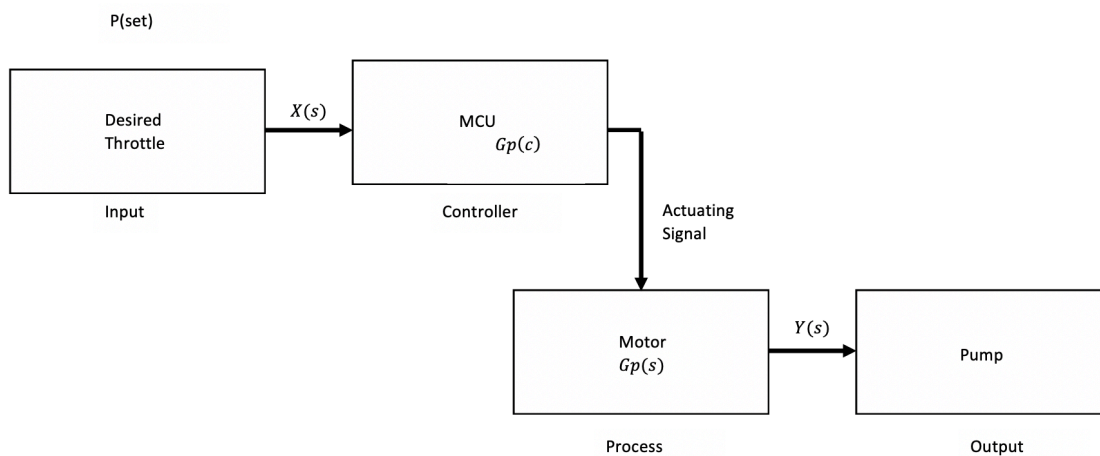 P(set)
Desired
Throttle
X(s)
MCU
Gp(c)
Input
Controller
Actuating
Signal
Motor
Gp(s)
Y(s)
Pump
Process
Output